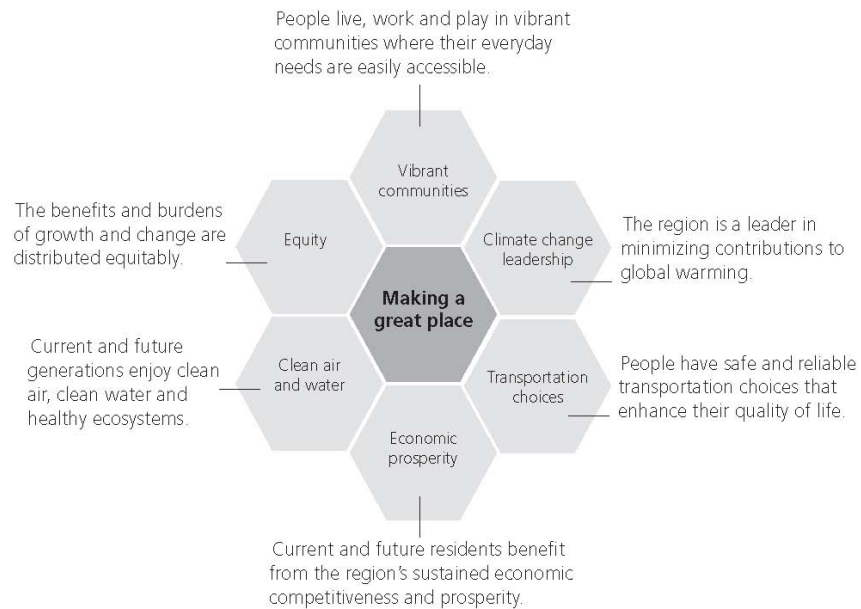 People live, work and play in vibrant
communities where their everyday
needs are easily accessible.
Vibrant
communities
The benefits and burdens
of growth and change are
distributed equitably.
Equity
Climate change
leadership
The region is a leader in
minimizing contributions to
global warming.
Making a
great place
Current and future
generations enjoy clean
air, clean water and
healthy ecosystems.
Clean air
and water
Transportation
choices
People have safe and reliable
transportation choices that
enhance their quality of life.
Economic
prosperity
Current and future residents benefit
from the region's sustained economic
competitiveness and prosperity.